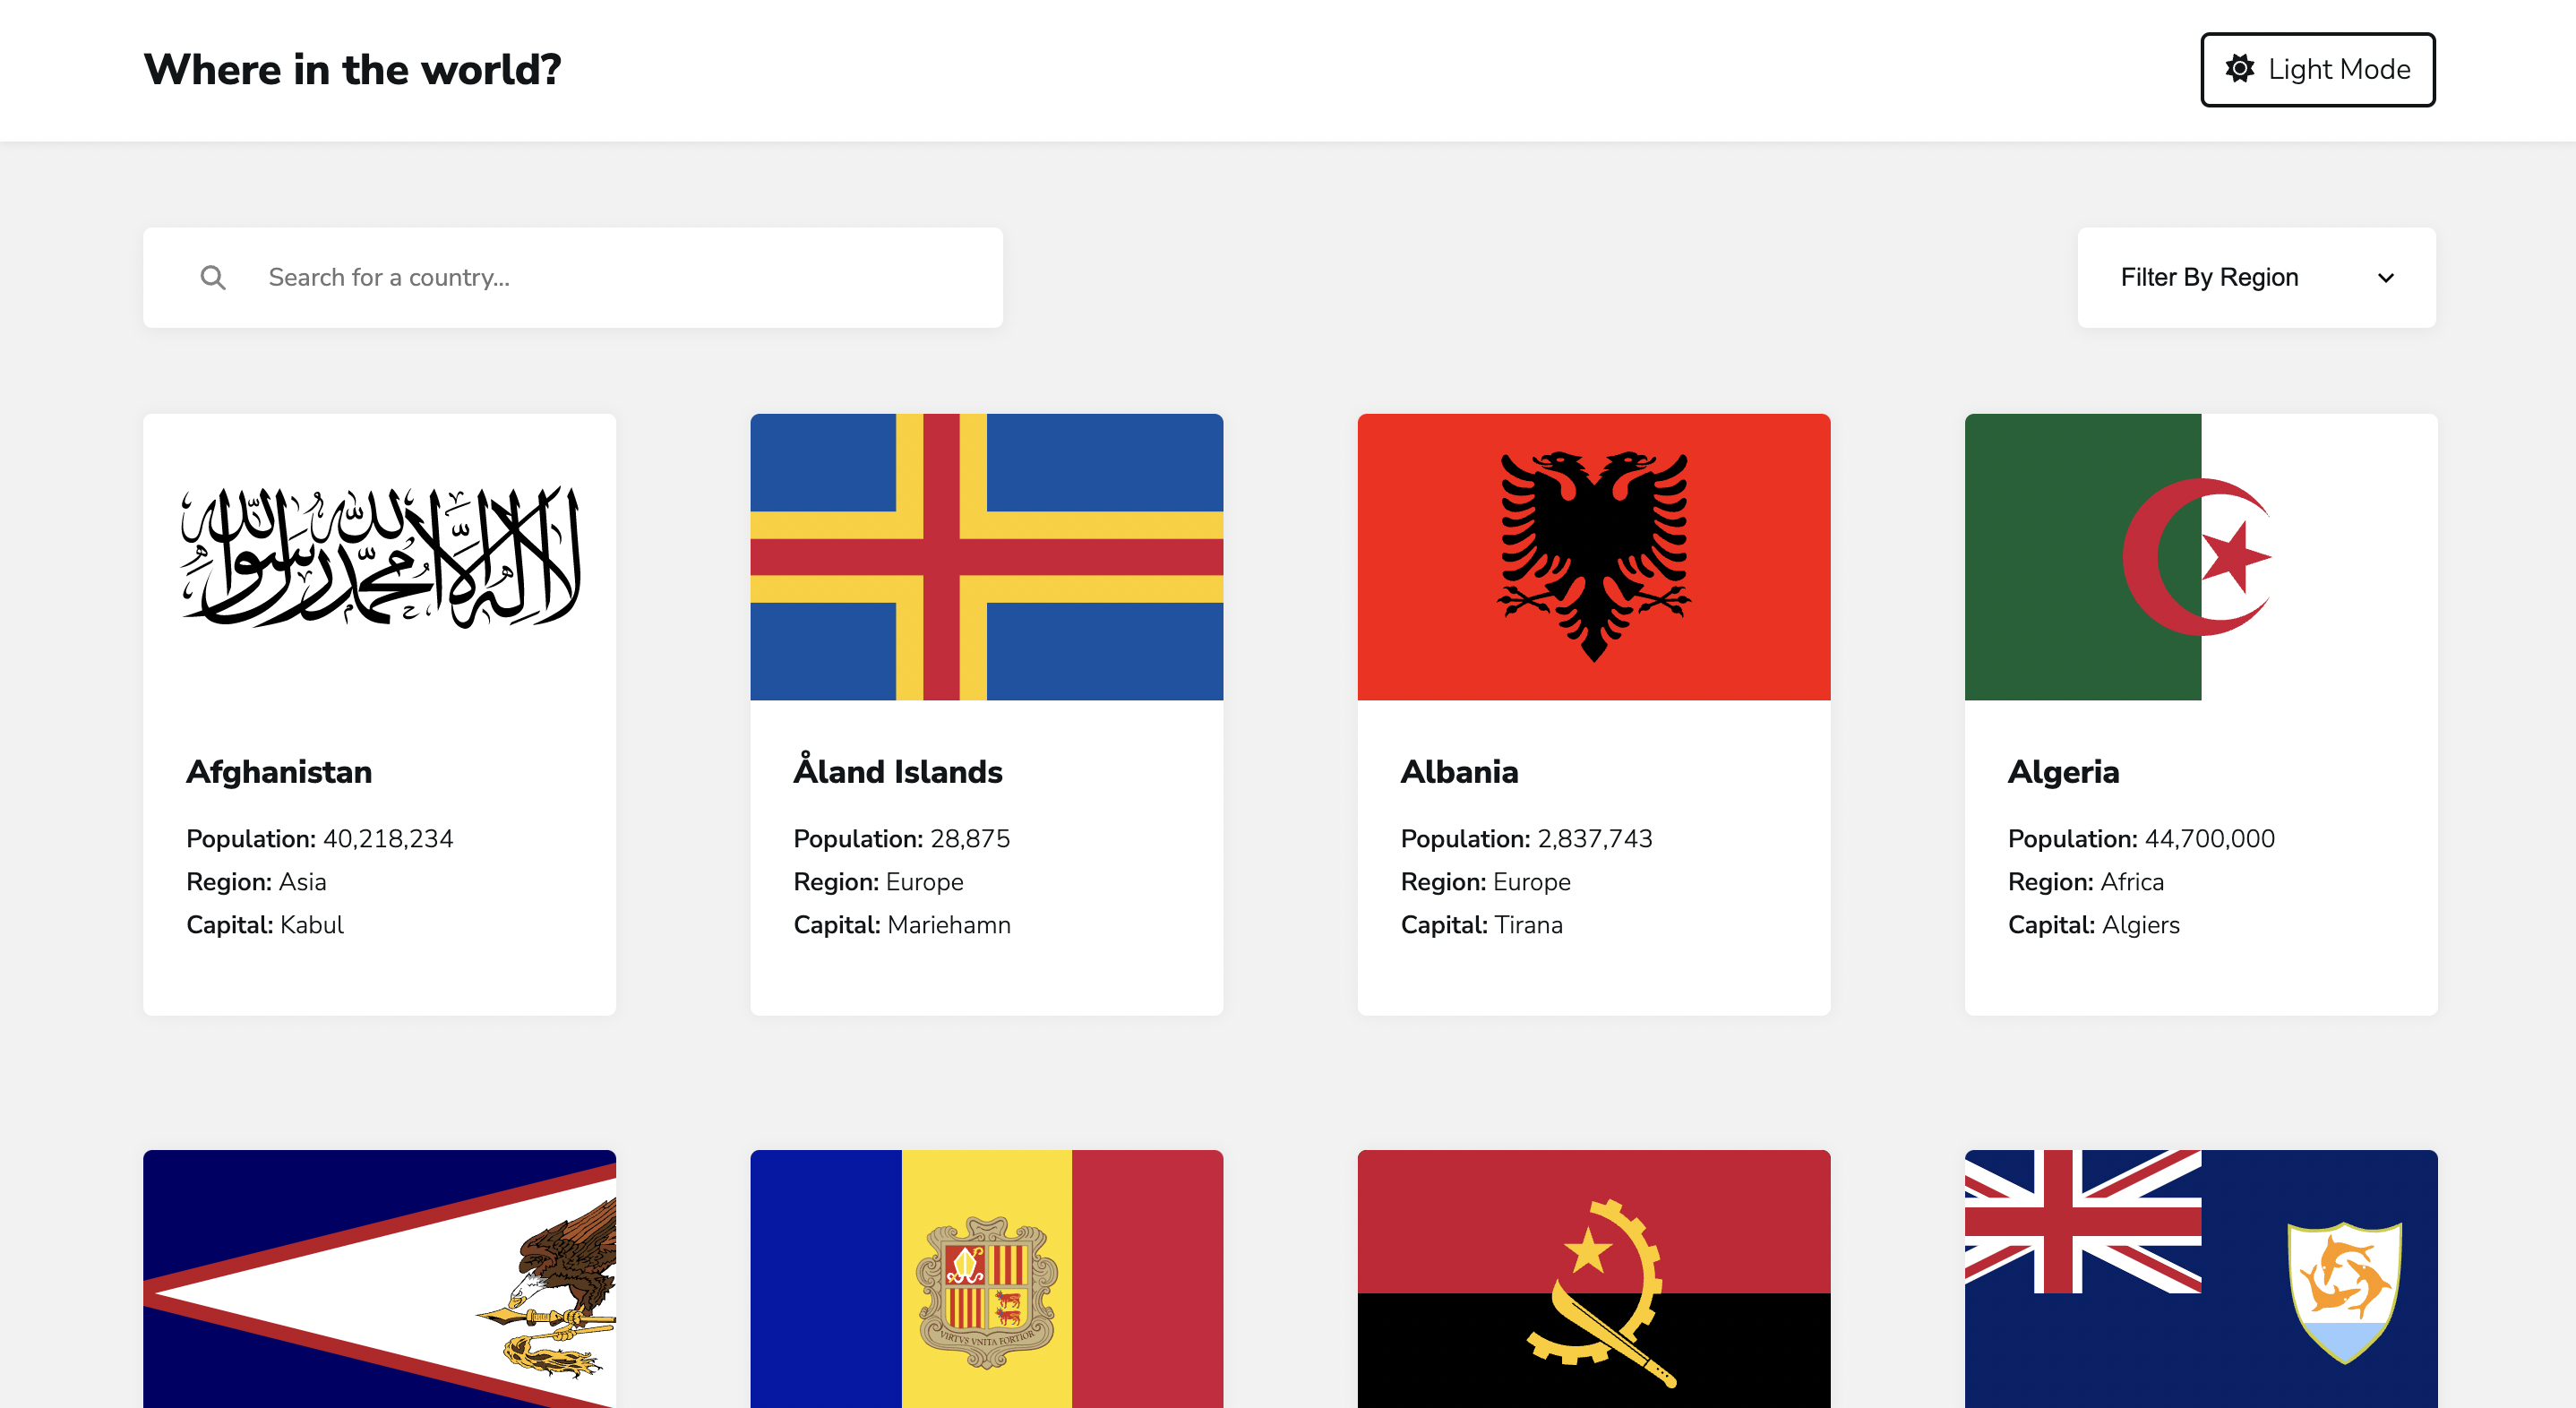 Where in the world?
Light Mode
Search for a country...
Filter By Region
لا إله إلا الله محمد رسول الله
Afghanistan
Population: 40,218,234
Region: Asia
Capital: Kabul
Åland Islands
Population: 28,875
Region: Europe
Capital: Mariehamn
Albania
Population: 2,837,743
Region: Europe
Capital: Tirana
Algeria
Population: 44,700,000
Region: Africa
Capital: Algiers
VIRTVS VNITA FORTIOR